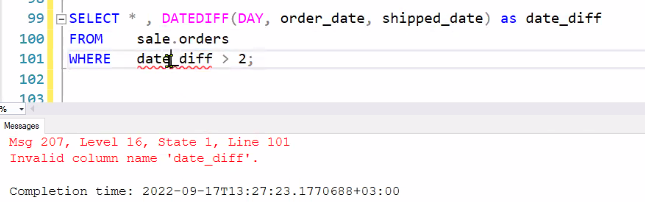 98
99 SELECT * , DATEDIFF(DAY, order_date, shipped_date) as date_diff
100 FROM sale.orders
101 WHERE date_diff > 2;
102
103
%
Messages
Msg 207, Level 16, State 1, Line 101
Invalid column name 'date_diff'.
Completion time: 2022-09-17T13:27:23.1770688+03:00